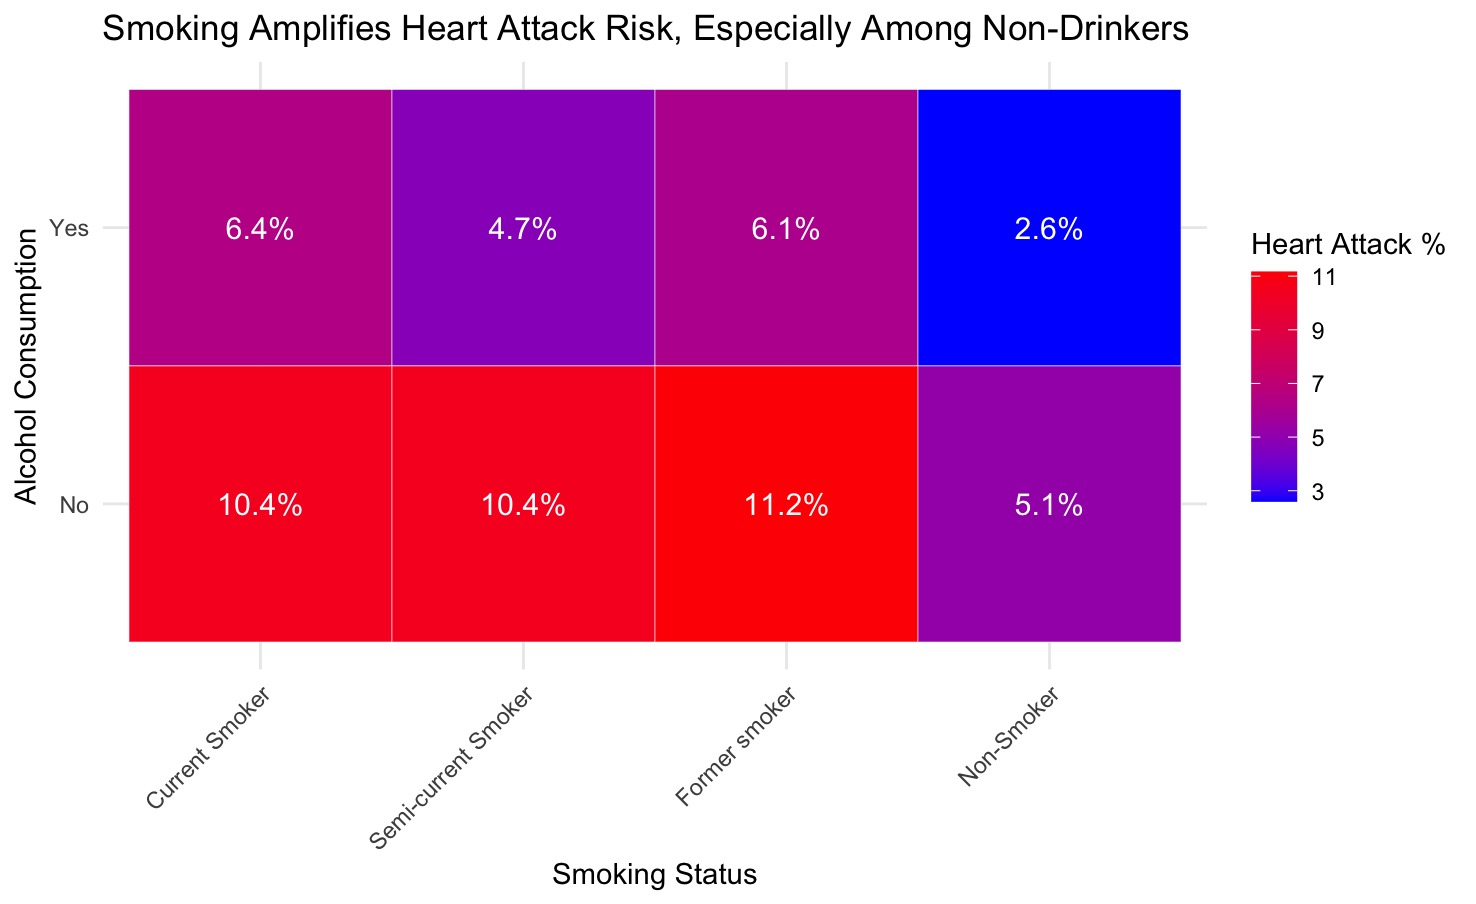 Smoking Amplifies Heart Attack Risk, Especially Among Non-Drinkers
Alcohol Consumption
Yes
6.4% 4.7% 6.1% 2.6%
No
10.4% 10.4% 11.2% 5.1%
Current Smoker
Semi-current Smoker
Former smoker
Non-Smoker
Smoking Status
Heart Attack %
11
9
7
5
3